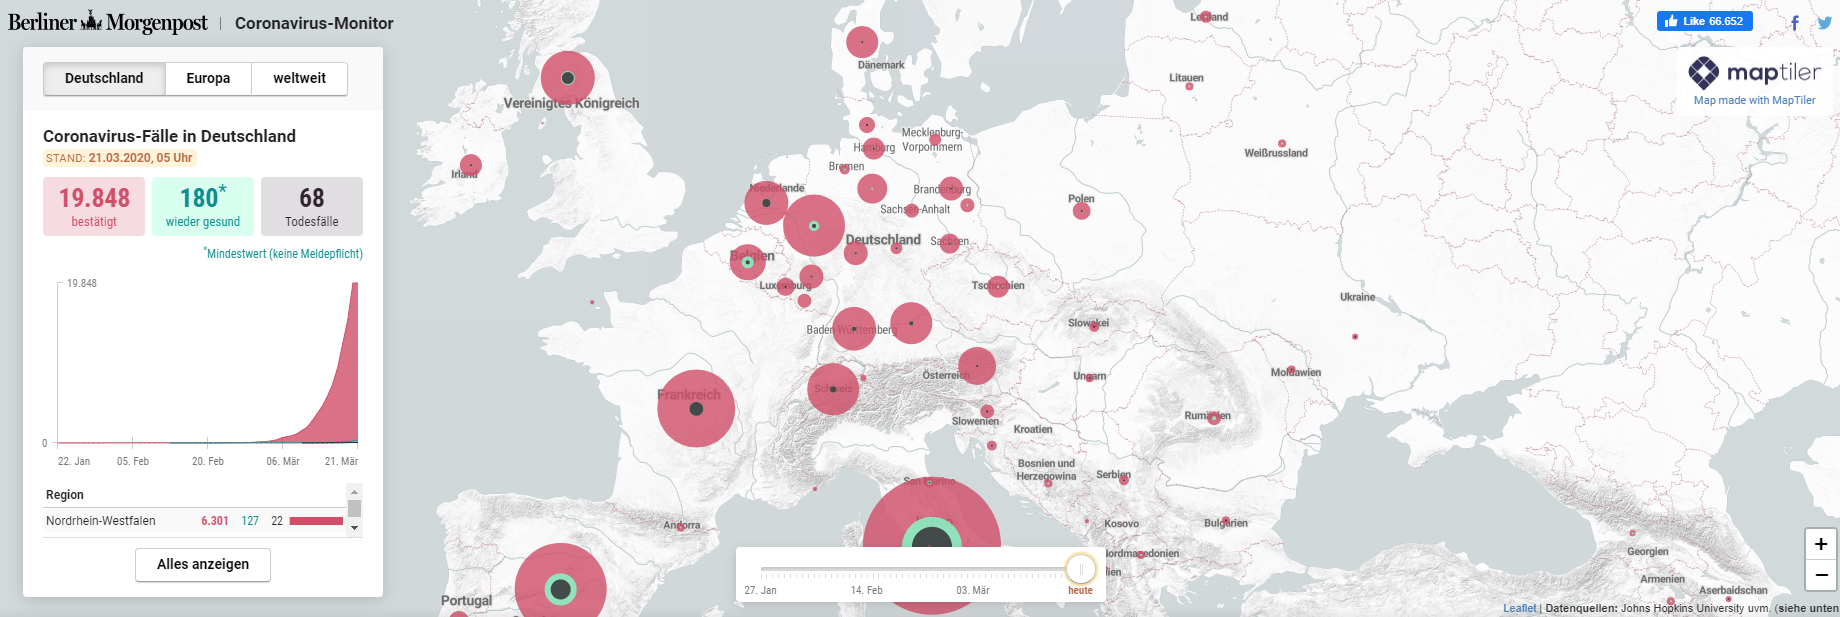 Berliner Morgenpost | Coronavirus-Monitor
Deutschland Europa weltweit
Coronavirus-Fälle in Deutschland
STAND: 21.03.2020, 05 Uhr
19.848 180* 68
bestätigt wieder gesund Todesfälle
*Mindestwert (keine Meldepflicht)
19.848
0
22. Jan 05. Feb 20. Feb 06. Mär 21. Mär
Region
Nordrhein-Westfalen 6.301 127 22
Alles anzeigen
Like 66.652
maptiler
Map made with MapTiler
Lettland
Dänemark
Litauen
Vereinigtes Königreich
Mecklenburg-
Vorpommern
Hamburg
Weißrussland
Bremen
Irland
Niederlande
Brandenburg
Polen
Sachsen-Anhalt
Deutschland
Sachsen
Belgien
Luxemburg
Tschechien
Ukraine
Slowakei
Baden-Württemberg
Moldawien
Österreich
Ungarn
Schweiz
Frankreich
Rumänien
Slowenien
Kroatien
Bosnien und
Herzegowina
Serbien
San Marino
Andorra
Kosovo
Bulgarien
Nordmazedonien
Georgien
Armenien
Aserbaidschan
Portugal
27. Jan 14. Feb 03. Mär heute
+
−
Leaflet | Datenquellen: Johns Hopkins University uvm. (siehe unten